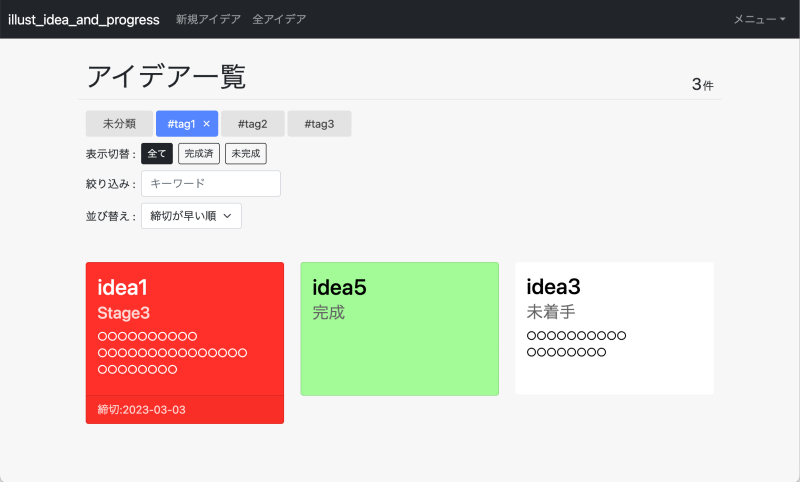 illust_idea_and_progress 新規アイデア 全アイデア メニュー
アイデア一覧
3件
未分類 #tag1 × #tag2 #tag3
表示切替 : 全て 完成済 未完成
絞り込み : キーワード
並び替え : 締切が早い順
idea1
Stage3
○○○○○○○○○○
○○○○○○○○○○○○○○○
○○○○○○○○
締切:2023-03-03
idea5
完成
idea3
未着手
○○○○○○○○○○
○○○○○○○○